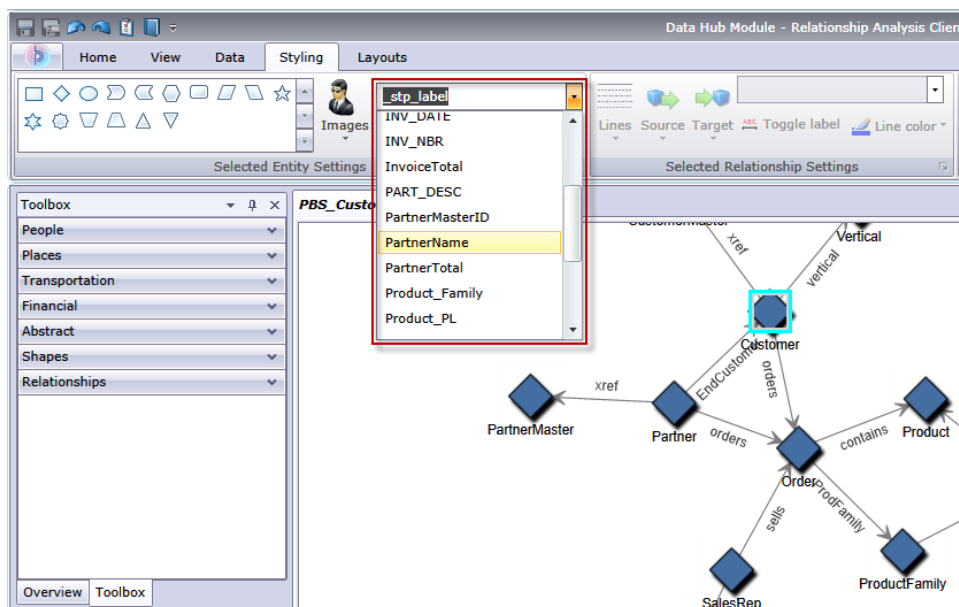 Data Hub Module - Relationship Analysis Clien
Home View Data Styling Layouts
_stp_label
Images
Lines Source Target ABC Toggle label Line color
Selected Entity Settings
Selected Relationship Settings
INV_DATE
INV_NBR
InvoiceTotal
PART_DESC
PartnerMasterID
PartnerName
PartnerTotal
Product_Family
Product_PL
Toolbox
People
Places
Transportation
Financial
Abstract
Shapes
Relationships
Overview Toolbox
PBS_Custo
CustomerMaster
Vertical
xref
vertical
Customer
EndCustomer
orders
xref
PartnerMaster
Partner
orders
contains
Product
Order
ProdFamily
sells
ProductFamily
SalesRep